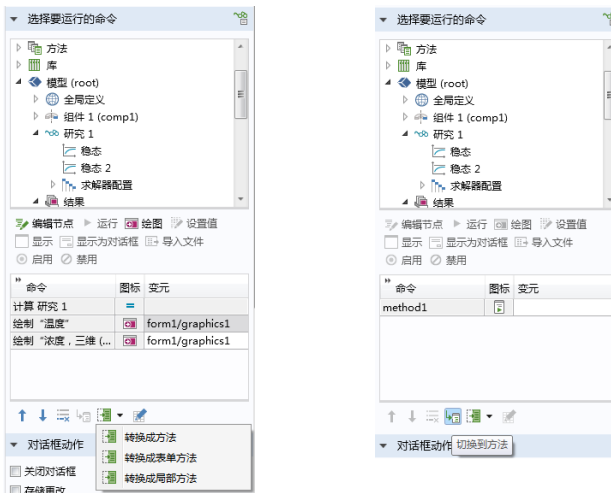 选择要运行的命令
方法
库
模型 (root)
全局定义
组件 1 (comp1)
研究 1
稳态
稳态 2
求解器配置
结果
编辑节点 运行 绘图 设置值
显示 显示为对话框 导入文件
启用 禁用
命令 图标 变元
计算 研究 1 =
绘制 "温度" form1/graphics1
绘制 "浓度，三维 (... form1/graphics1
转换成方法
转换成表单方法
转换成局部方法
对话框动作
关闭对话框
存储更改
选择要运行的命令
方法
库
模型 (root)
全局定义
组件 1 (comp1)
研究 1
稳态
稳态 2
求解器配置
结果
编辑节点 运行 绘图 设置值
显示 显示为对话框 导入文件
启用 禁用
命令 图标 变元
method1
对话框动作
切换到方法